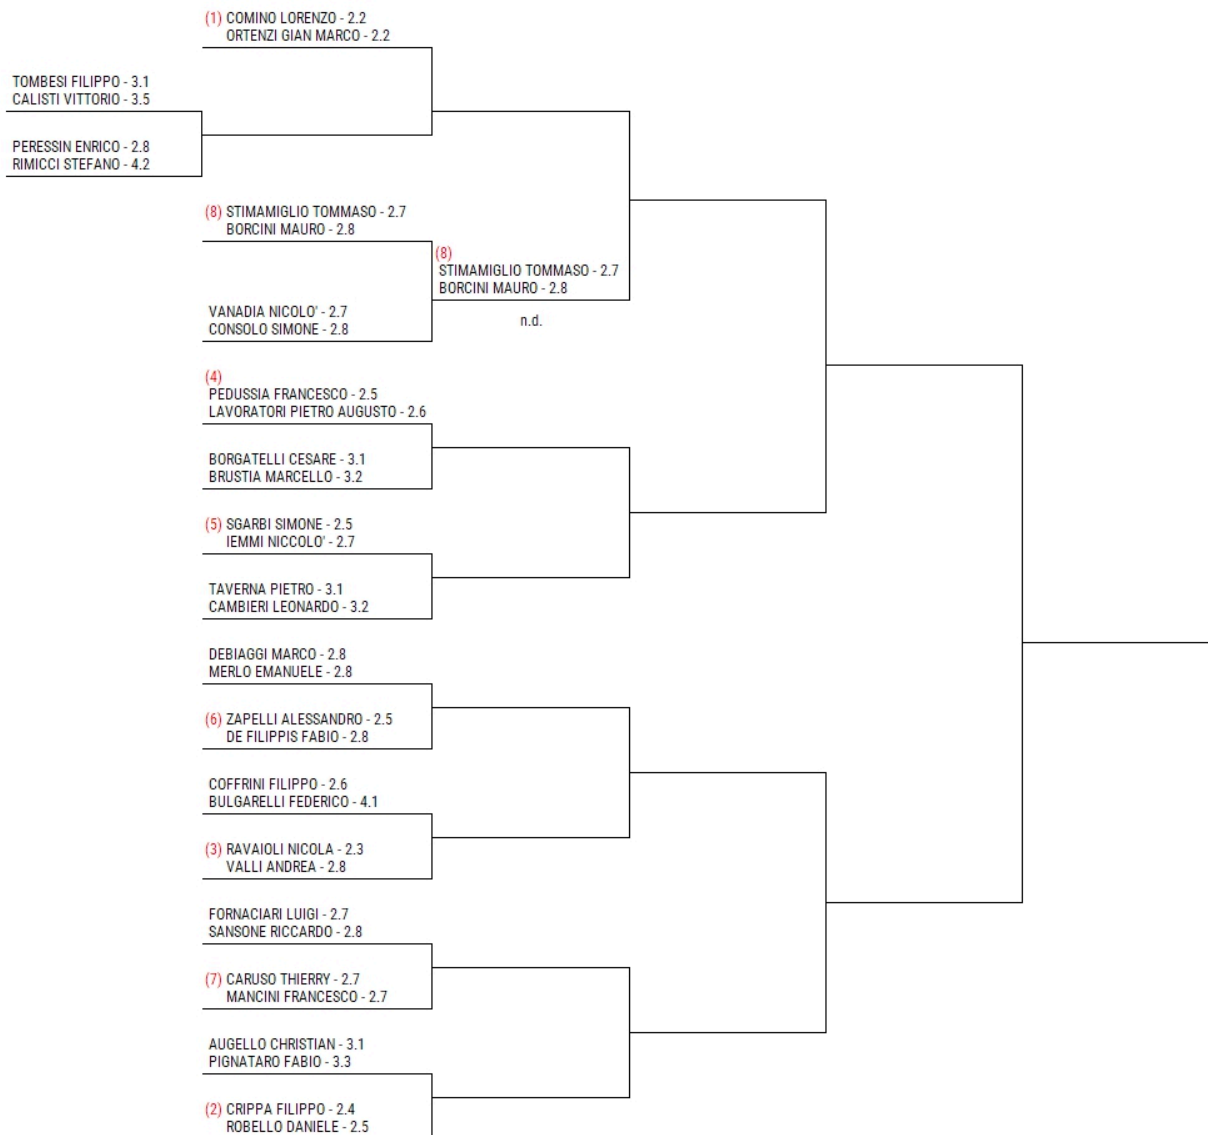 (1) COMINO LORENZO - 2.2
ORTENZI GIAN MARCO - 2.2
TOMBESI FILIPPO - 3.1
CALISTI VITTORIO - 3.5
PERESSIN ENRICO - 2.8
RIMICCI STEFANO - 4.2
(8) STIMAMIGLIO TOMMASO - 2.7
BORCINI MAURO - 2.8
(8)
STIMAMIGLIO TOMMASO - 2.7
BORCINI MAURO - 2.8
n.d.
VANADIA NICOLO' - 2.7
CONSOLO SIMONE - 2.8
(4)
PEDUSSIA FRANCESCO - 2.5
LAVORATORI PIETRO AUGUSTO - 2.6
BORGATELLI CESARE - 3.1
BRUSTIA MARCELLO - 3.2
(5) SGARBI SIMONE - 2.5
IEMMI NICCOLO' - 2.7
TAVERNA PIETRO - 3.1
CAMBIERI LEONARDO - 3.2
DEBIAGGI MARCO - 2.8
MERLO EMANUELE - 2.8
(6) ZAPELLI ALESSANDRO - 2.5
DE FILIPPIS FABIO - 2.8
COFFRINI FILIPPO - 2.6
BULGARELLI FEDERICO - 4.1
(3) RAVAIOLI NICOLA - 2.3
VALLI ANDREA - 2.8
FORNACIARI LUIGI - 2.7
SANSONE RICCARDO - 2.8
(7) CARUSO THIERRY - 2.7
MANCINI FRANCESCO - 2.7
AUGELLO CHRISTIAN - 3.1
PIGNATARO FABIO - 3.3
(2) CRIPPA FILIPPO - 2.4
ROBELLO DANIELE - 2.5